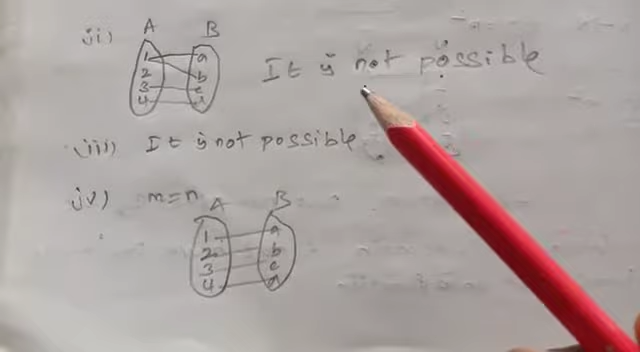 ii) A B
1 a
2 b
3 c
4 d
It is not possible
iii) It is not possible
iv) m=n A B
1 a
2 b
3 c
4 d